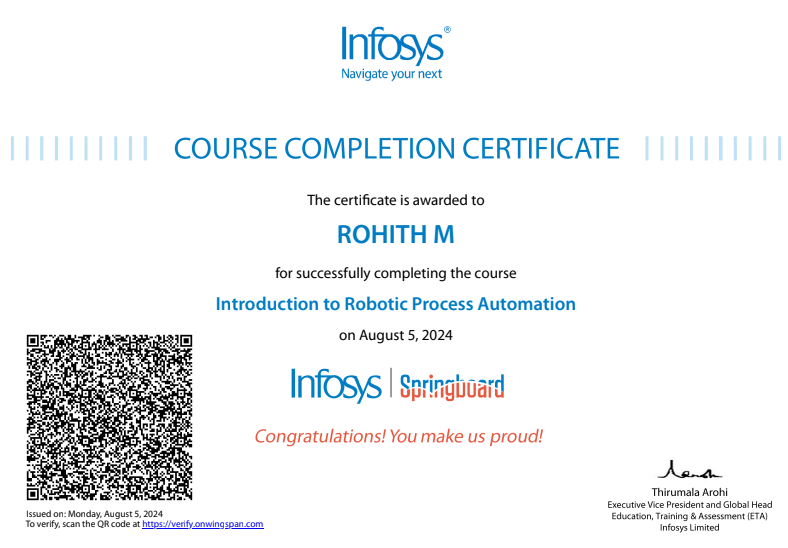 Infosys®
Navigate your next
COURSE COMPLETION CERTIFICATE
The certificate is awarded to
ROHITH M
for successfully completing the course
Introduction to Robotic Process Automation
on August 5, 2024
Infosys | Springboard
Congratulations! You make us proud!
Issued on: Monday, August 5, 2024
To verify, scan the QR code at https://verify.onwingspan.com
Thirumala Arohi
Executive Vice President and Global Head
Education, Training & Assessment (ETA)
Infosys Limited